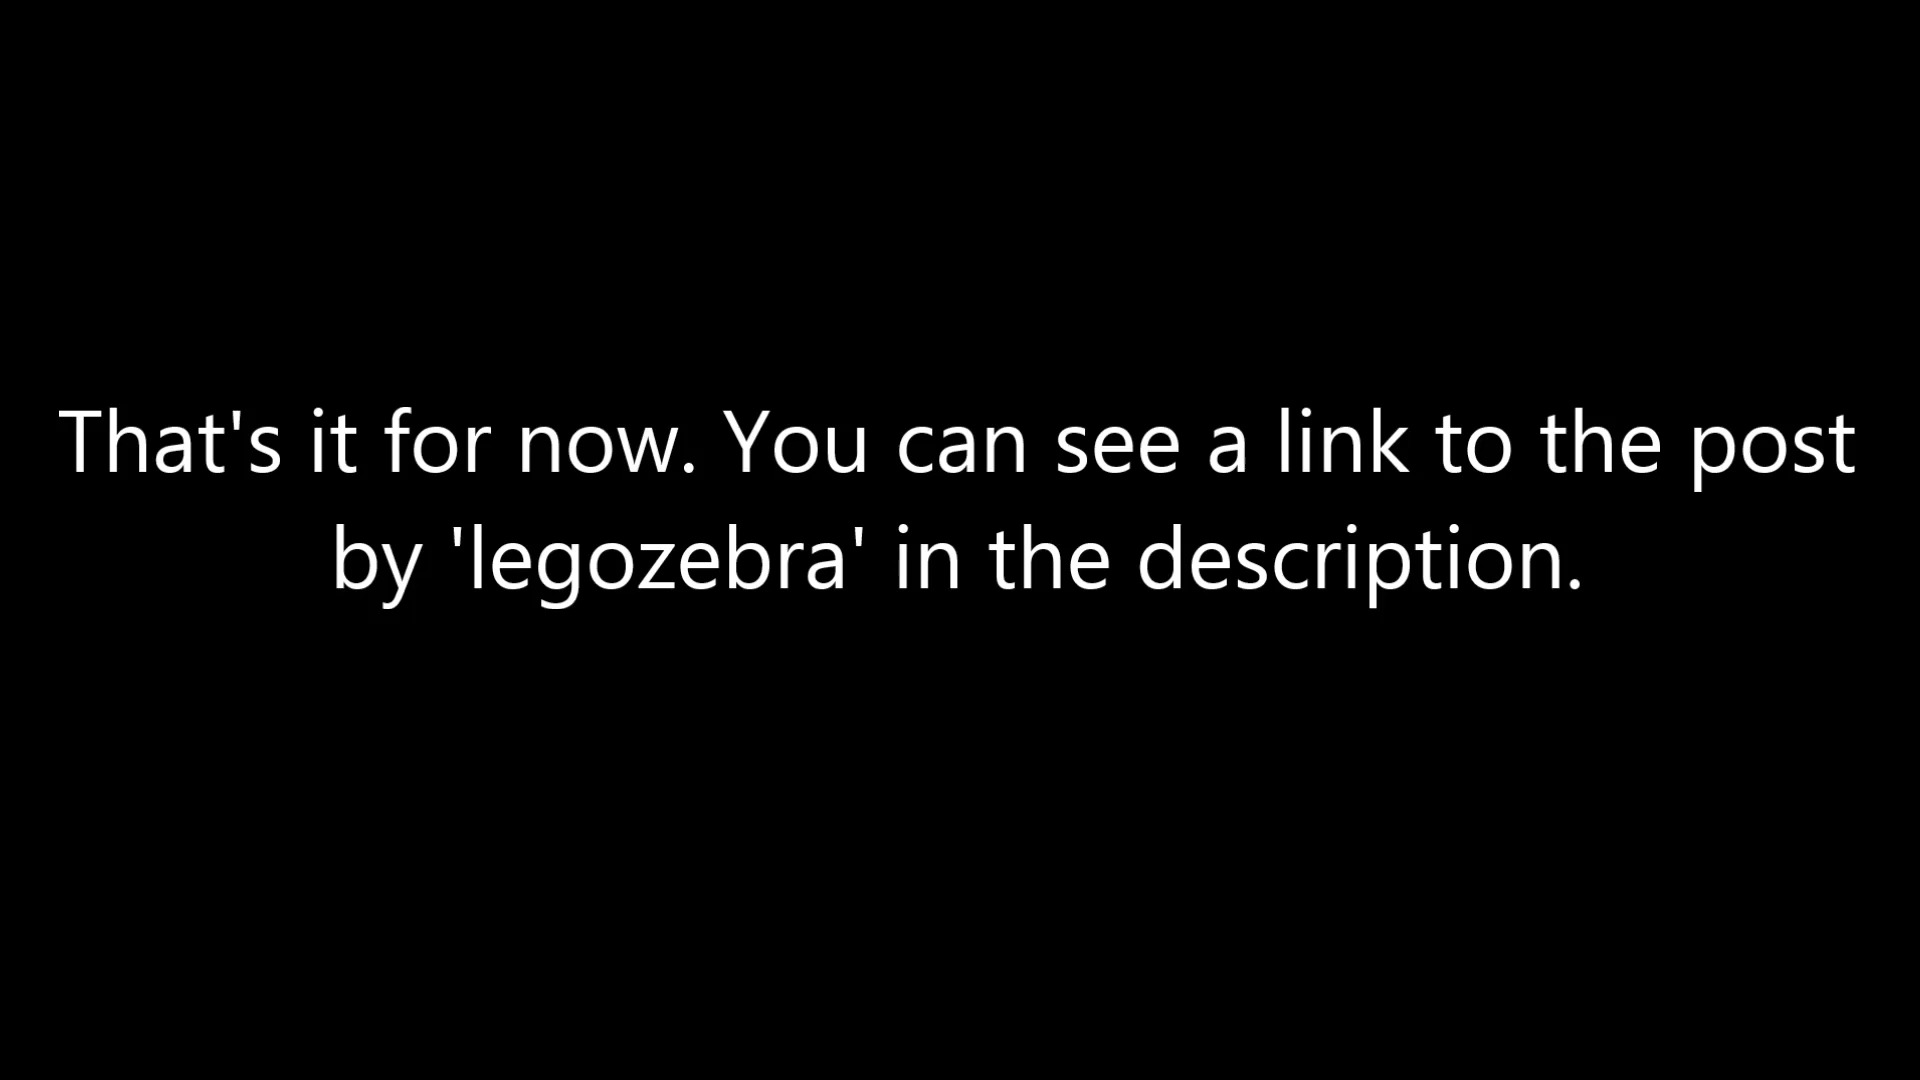 That's it for now. You can see a link to the post
by 'legozebra' in the description.